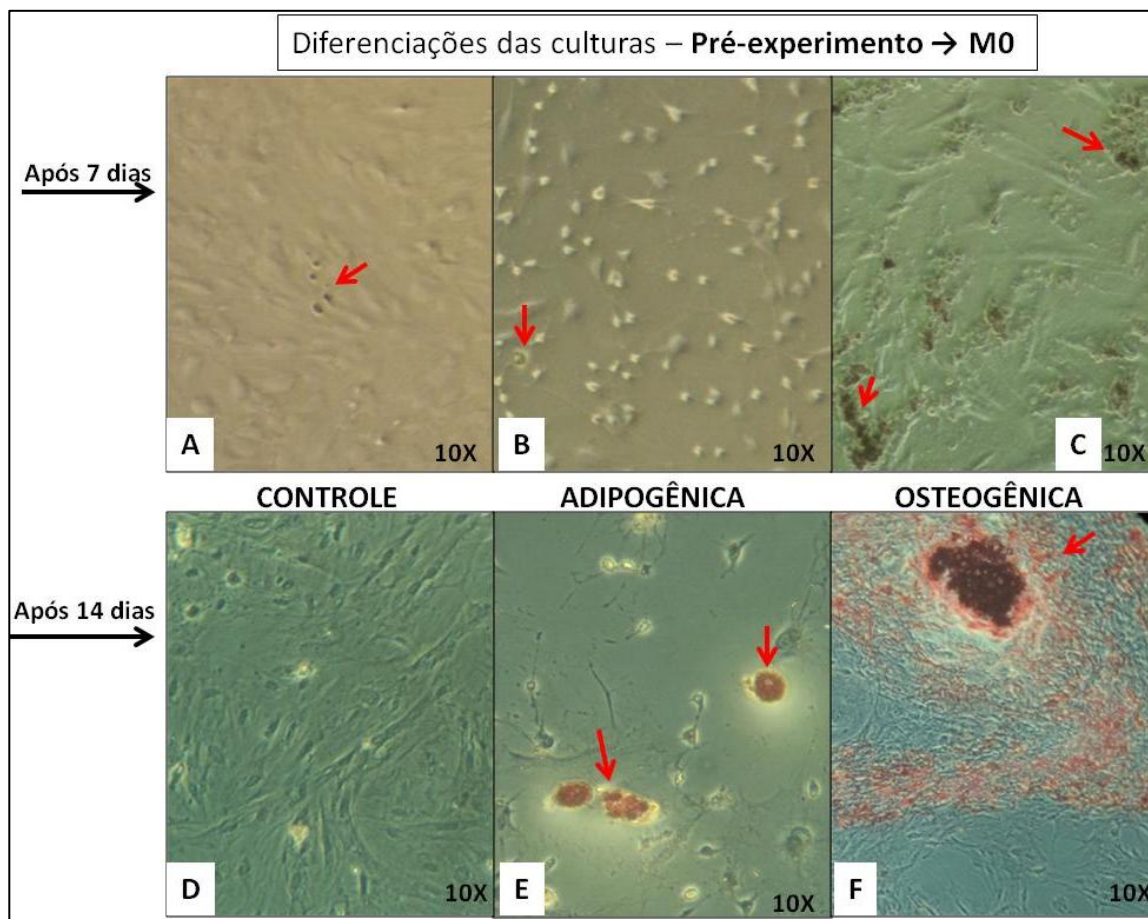 Diferenciações das culturas – Pré-experimento → M0
Após 7 dias
A
10X
B
10X
C
10X
CONTROLE
ADIPOGÊNICA
OSTEOGÊNICA
Após 14 dias
D
10X
E
10X
F
10X